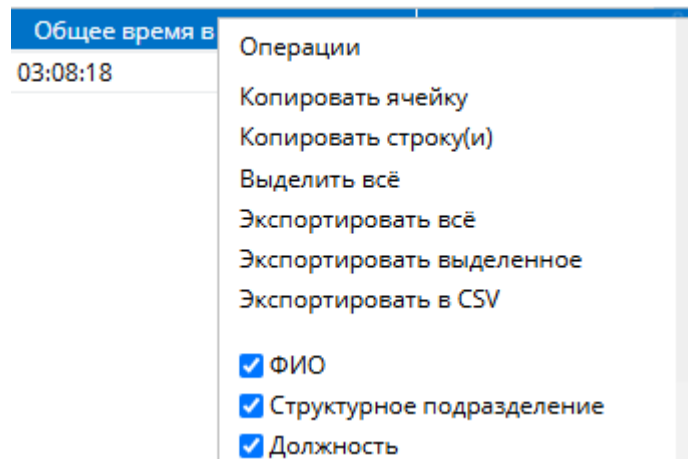 Общее время в
03:08:18
Операции
Копировать ячейку
Копировать строку(и)
Выделить всё
Экспортировать всё
Экспортировать выделенное
Экспортировать в CSV
ФИО
Структурное подразделение
Должность